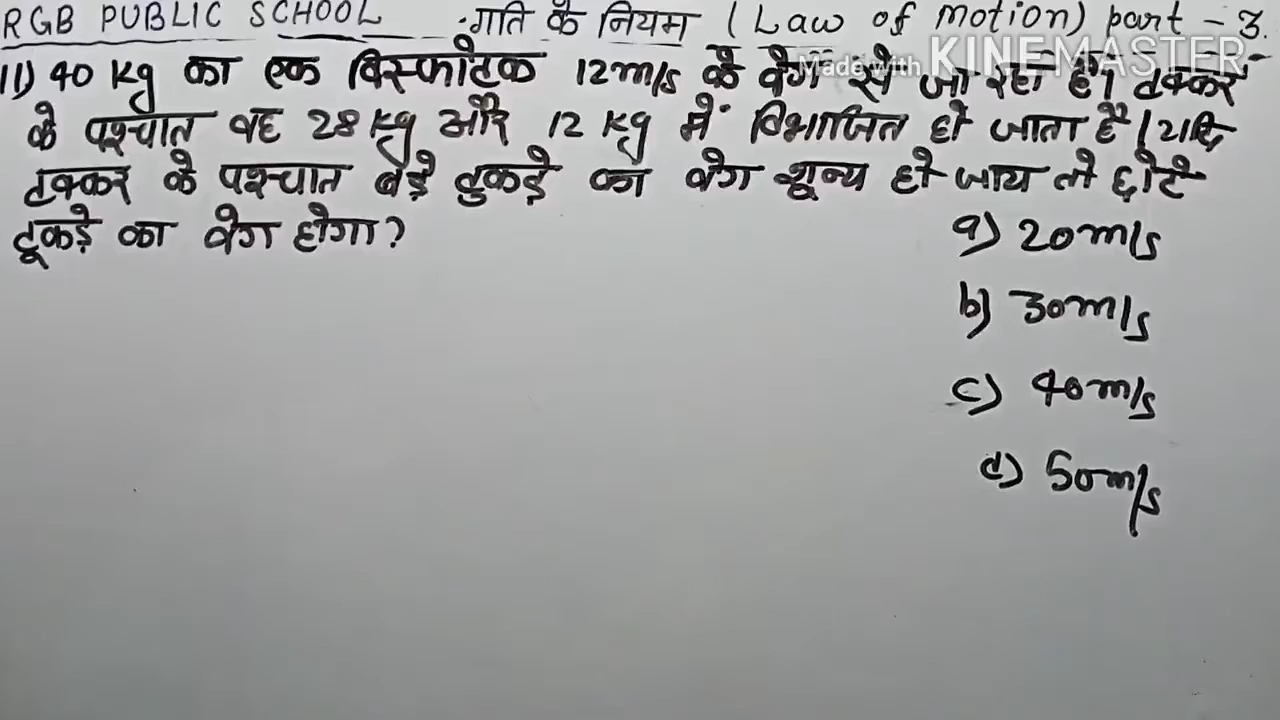 RGB PUBLIC SCHOOL गति के नियम (Law of motion) part - 3.
Made with KINEMASTER
11) 40 Kg का एक विस्फोटक 12m/s के वेग से जा रहा है। टक्कर
के पश्चात वह 28 Kg और 12 Kg में विभाजित हो जाता है। यदि
टक्कर के पश्चात बड़े टुकड़े का वेग शून्य हो जाय तो छोटे
टूकड़े का वेग होगा?
a) 20m/s
b) 30m/s
c) 40m/s
d) 50m/s